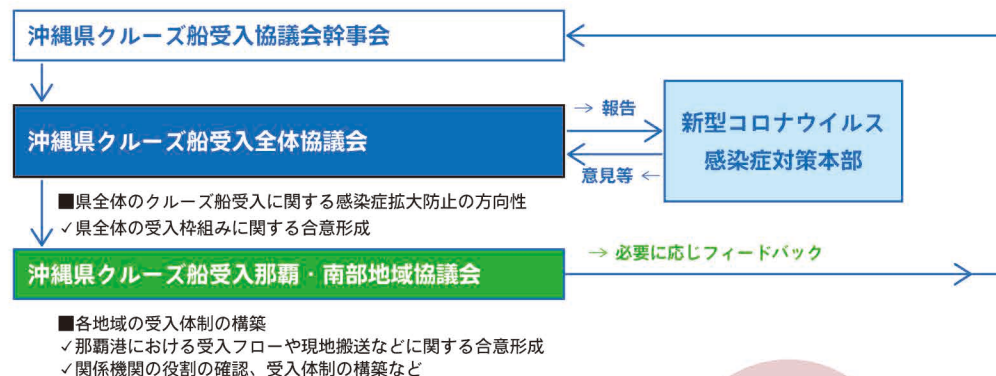 沖縄県クルーズ船受入協議会幹事会
沖縄県クルーズ船受入全体協議会
→ 報告
意見等 ←
新型コロナウイルス
感染症対策本部
■県全体のクルーズ船受入に関する感染症拡大防止の方向性
✓県全体の受入枠組みに関する合意形成
沖縄県クルーズ船受入那覇・南部地域協議会
→ 必要に応じフィードバック
■各地域の受入体制の構築
✓那覇港における受入フローや現地搬送などに関する合意形成
✓関係機関の役割の確認、受入体制の構築など